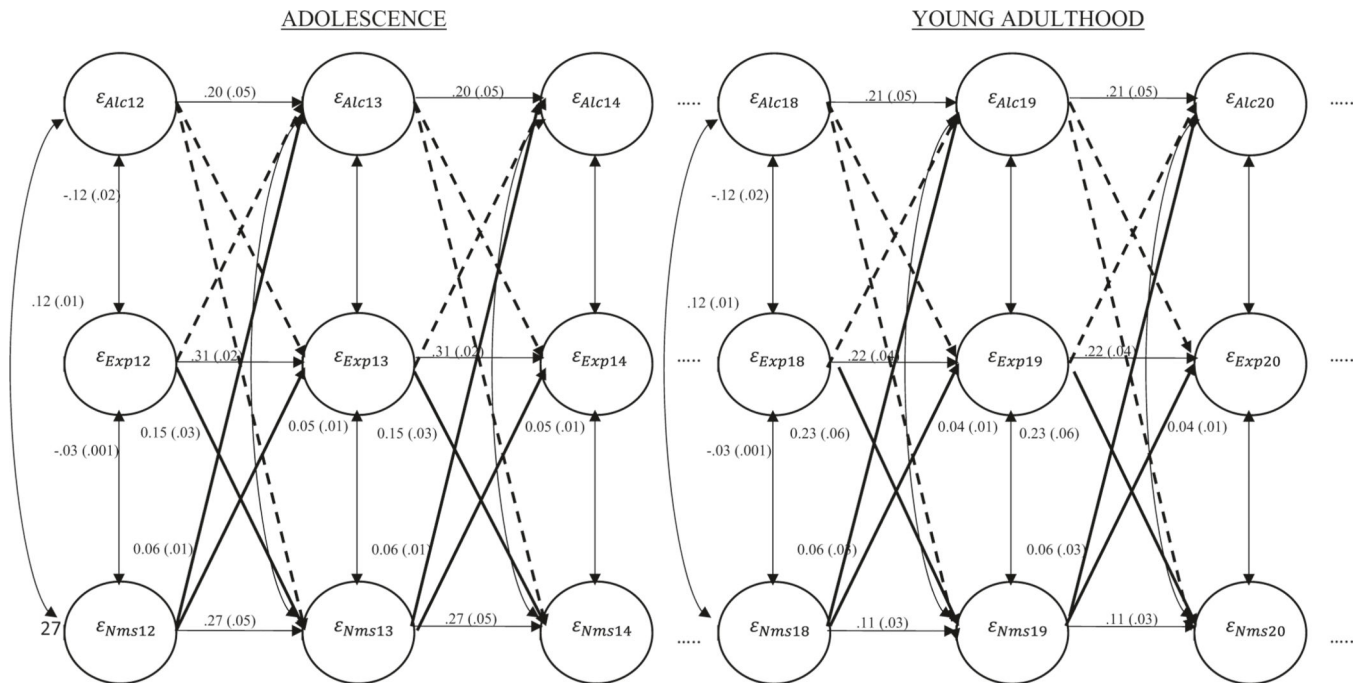 ADOLESCENCE YOUNG ADULTHOOD
εAlc12 .20 (.05) εAlc13 .20 (.05) εAlc14 ..... εAlc18 .21 (.05) εAlc19 .21 (.05) εAlc20 .....
-.12 (.02) -.12 (.02)
.12 (.01) .12 (.01)
εExp12 .31 (.02) εExp13 .31 (.02) εExp14 ..... εExp18 .22 (.04) εExp19 .22 (.04) εExp20 .....
0.15 (.03) 0.05 (.01) 0.15 (.03) 0.05 (.01) 0.23 (.06) 0.04 (.01) 0.23 (.06) 0.04 (.01)
-.03 (.001) -.03 (.001)
0.06 (.01) 0.06 (.01) 0.06 (.03) 0.06 (.03)
27 εNms12 .27 (.05) εNms13 .27 (.05) εNms14 ..... εNms18 .11 (.03) εNms19 .11 (.03) εNms20 .....